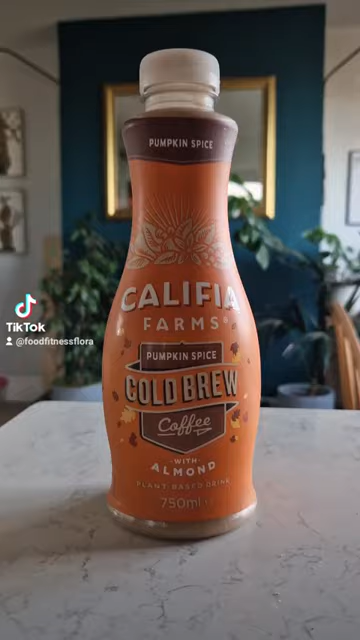 PUMPKIN SPICE
CALIFIA
FARMS®
PUMPKIN SPICE
COLD BREW
Coffee
-WITH-
ALMOND
PLANT BASED DRINK
750ml e
TikTok
@foodfitnessflora